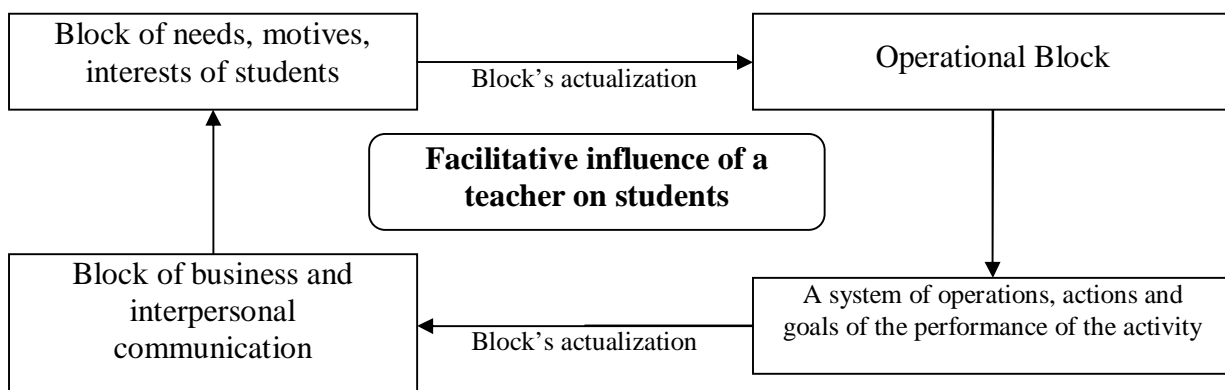 Block of needs, motives,
interests of students
Block's actualization
Operational Block
Facilitative influence of a
teacher on students
Block of business and
interpersonal
communication
Block's actualization
A system of operations, actions and
goals of the performance of the activity